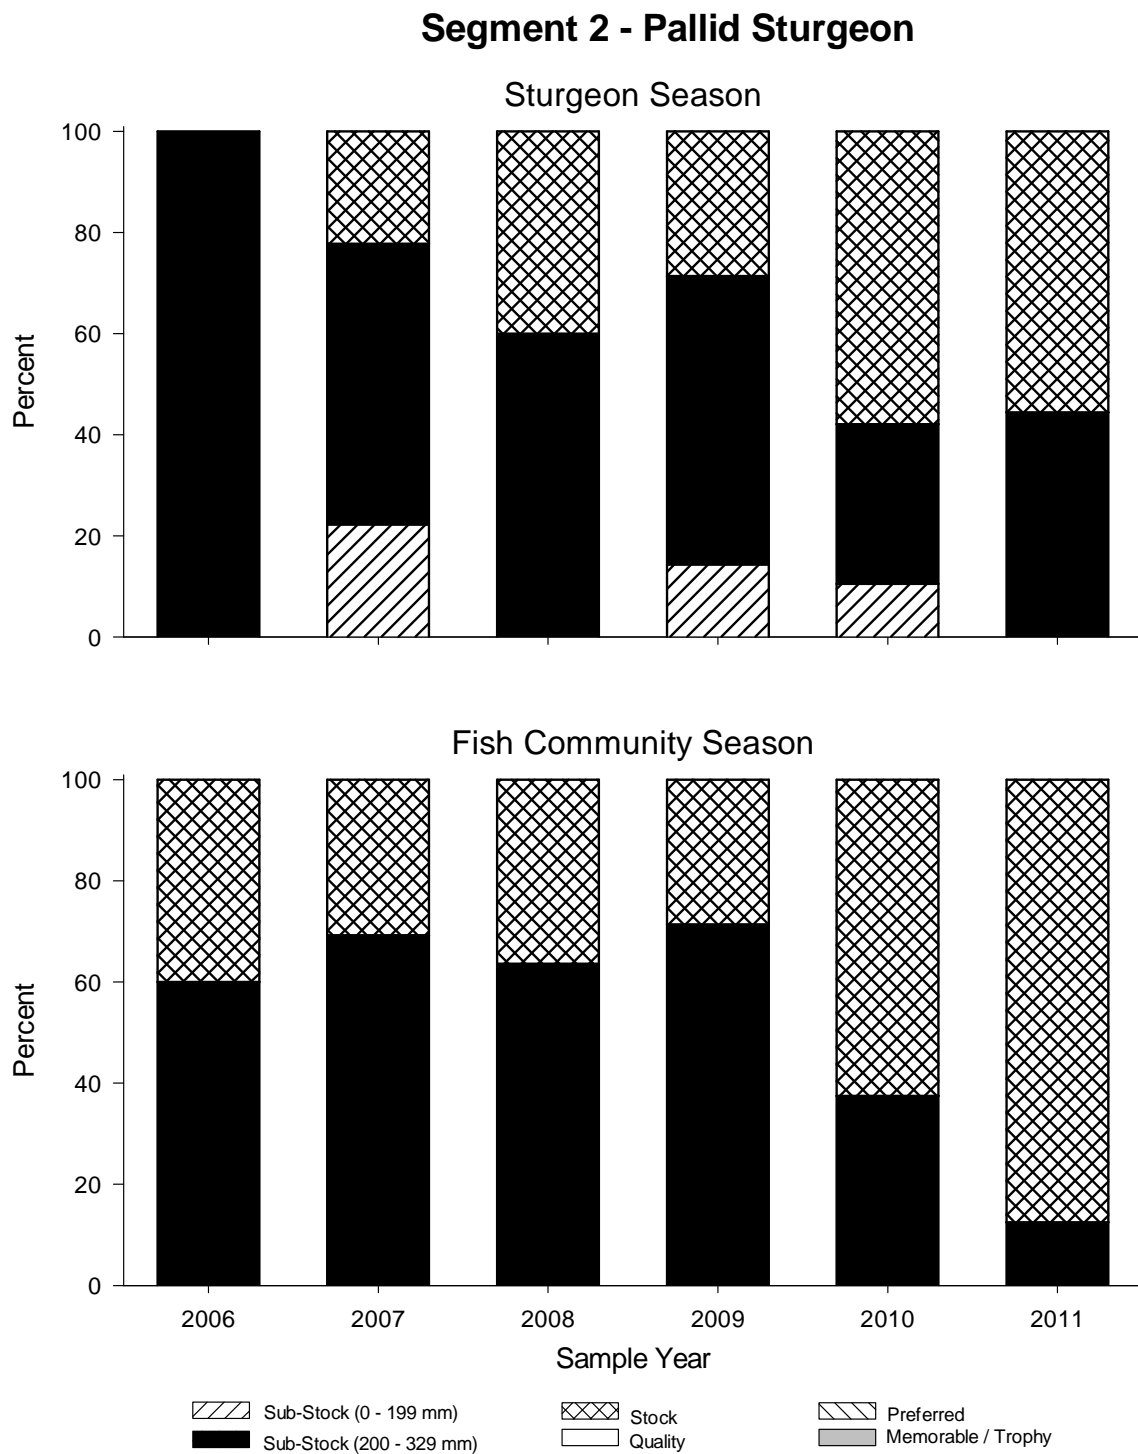 Segment 2 - Pallid Sturgeon
Sturgeon Season
100
80
60
40
20
0
Percent
Fish Community Season
100
80
60
40
20
0
Percent
2006 2007 2008 2009 2010 2011
Sample Year
Sub-Stock (0 - 199 mm) Stock Preferred
Sub-Stock (200 - 329 mm) Quality Memorable / Trophy